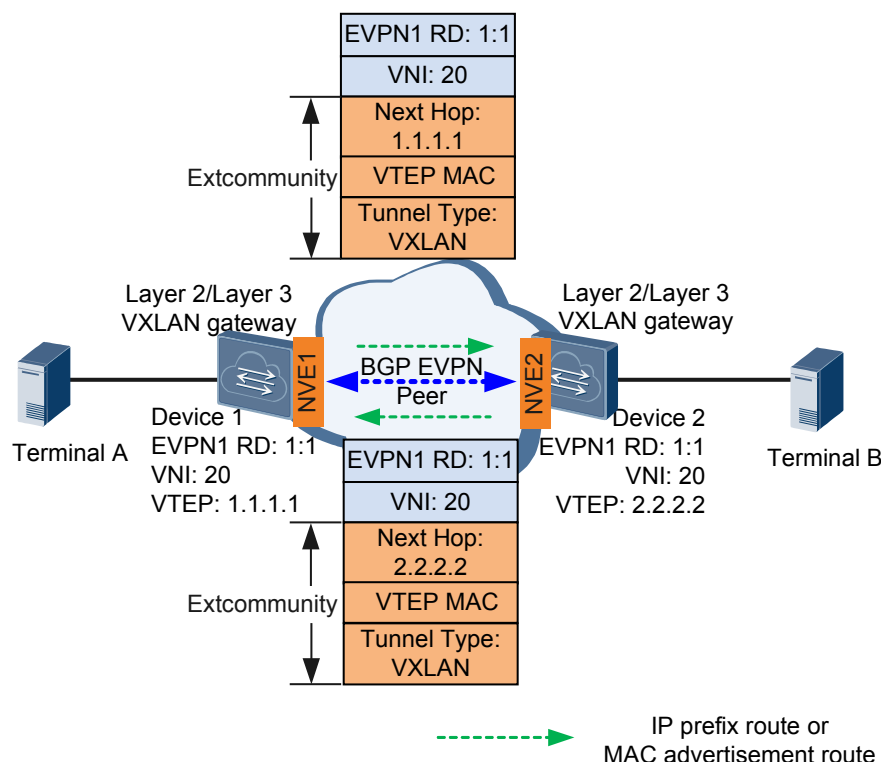 EVPN1 RD: 1:1
VNI: 20
Next Hop:
1.1.1.1
Extcommunity
VTEP MAC
Tunnel Type:
VXLAN
Layer 2/Layer 3
VXLAN gateway
Layer 2/Layer 3
VXLAN gateway
NVE1
BGP EVPN
Peer
NVE2
Terminal A
Device 1
EVPN1 RD: 1:1
VNI: 20
VTEP: 1.1.1.1
Device 2
EVPN1 RD: 1:1
VNI: 20
VTEP: 2.2.2.2
Terminal B
EVPN1 RD: 1:1
VNI: 20
Next Hop:
2.2.2.2
Extcommunity
VTEP MAC
Tunnel Type:
VXLAN
IP prefix route or
MAC advertisement route